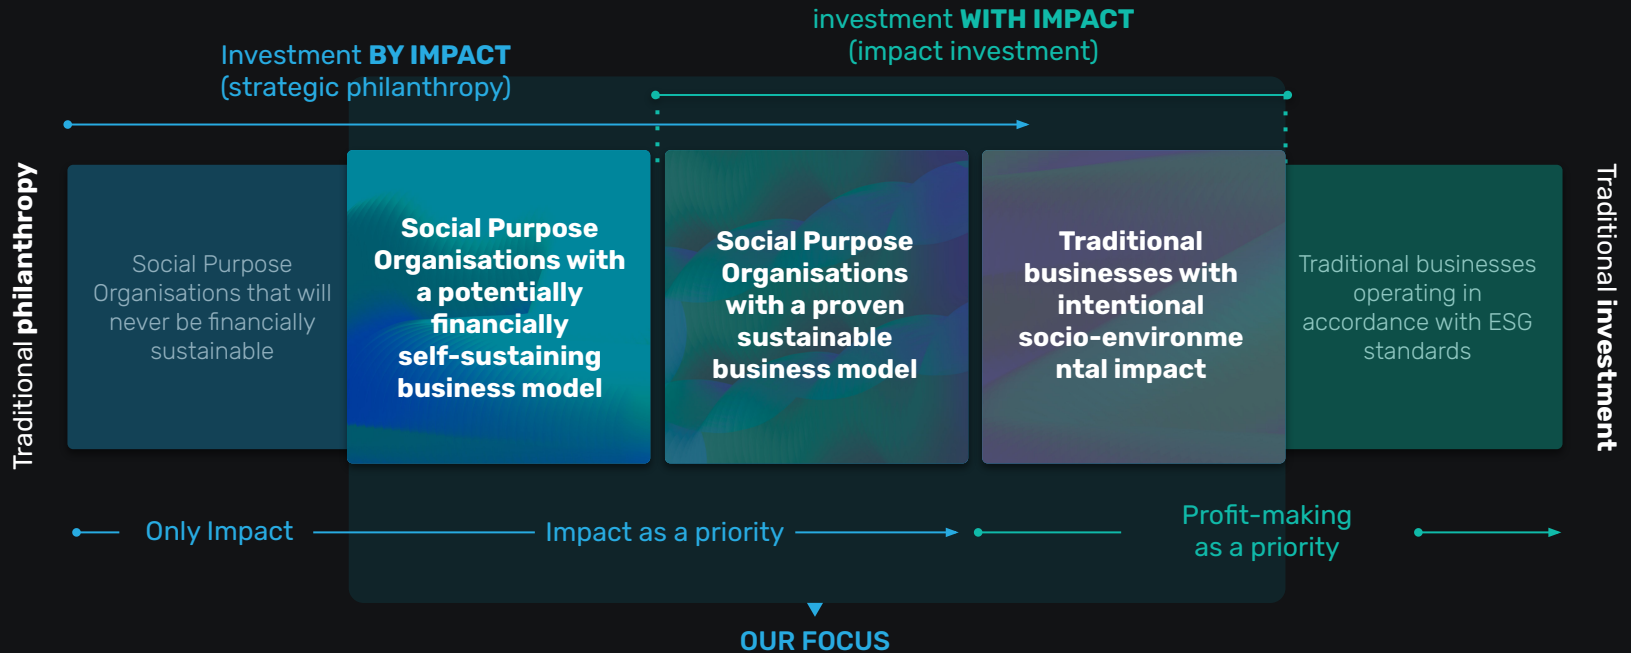 investment WITH IMPACT
(impact investment)
Investment BY IMPACT
(strategic philanthropy)
Traditional philanthropy
Social Purpose
Organisations that will
never be financially
sustainable
Social Purpose
Organisations with
a potentially
financially
self-sustaining
business model
Social Purpose
Organisations
with a proven
sustainable
business model
Traditional
businesses with
intentional
socio-environme
ntal impact
Traditional businesses
operating in
accordance with ESG
standards
Traditional investment
Only Impact
Impact as a priority
Profit-making
as a priority
OUR FOCUS